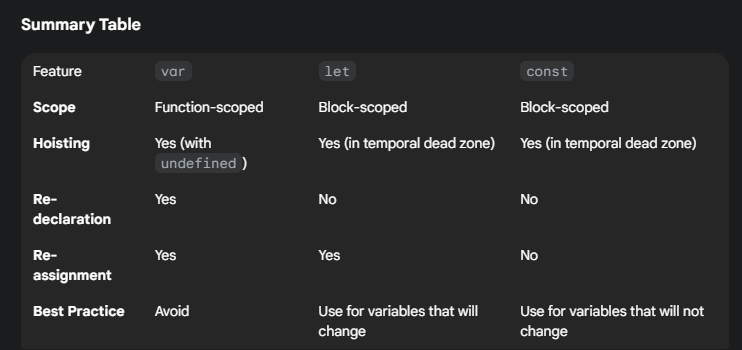 Summary Table
Feature var let const
Scope Function-scoped Block-scoped Block-scoped
Hoisting Yes (with Yes (in temporal dead zone) Yes (in temporal dead zone)
undefined )
Re- Yes No No
declaration
Re- Yes Yes No
assignment
Best Practice Avoid Use for variables that will Use for variables that will not
change change